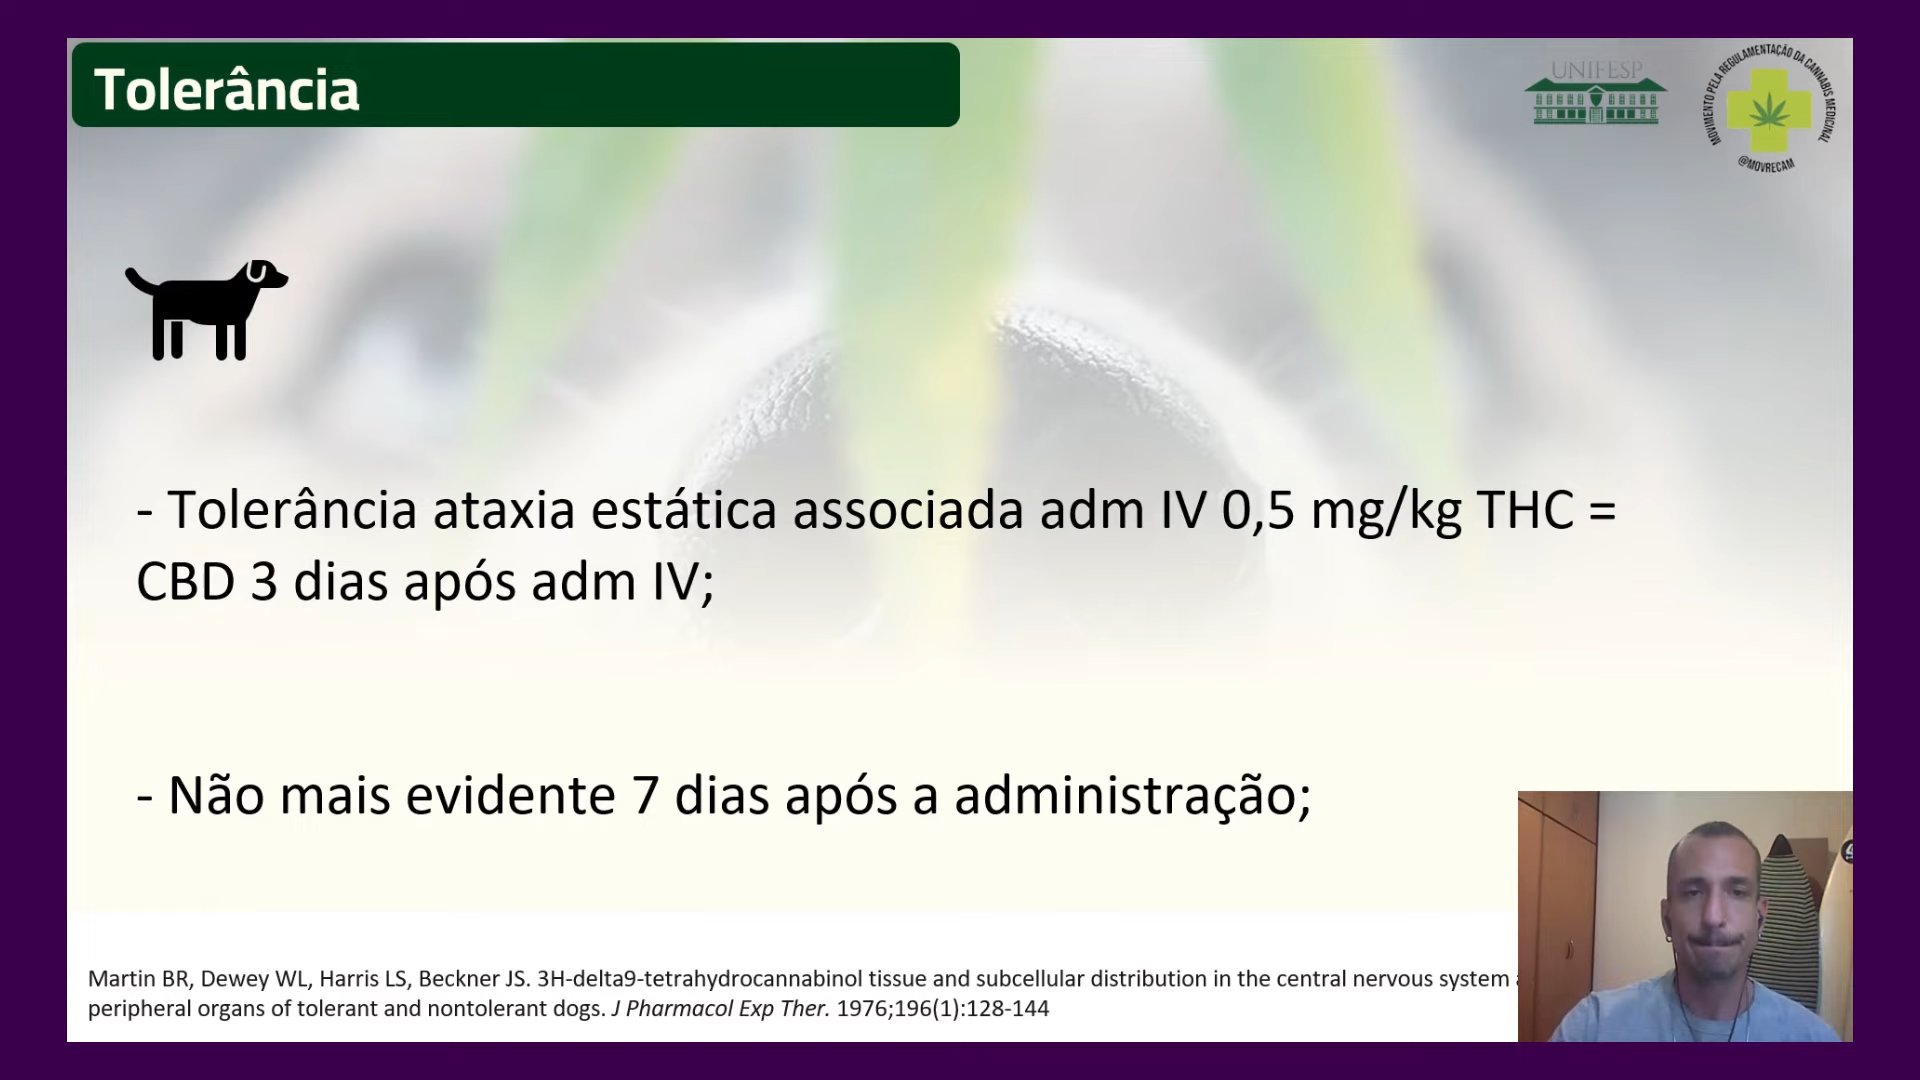 Tolerância
UNIFESP
MOVIMENTO PELA REGULAMENTAÇÃO DA CANNABIS MEDICINAL
@MOVRECAM
- Tolerância ataxia estática associada adm IV 0,5 mg/kg THC =
CBD 3 dias após adm IV;
- Não mais evidente 7 dias após a administração;
Martin BR, Dewey WL, Harris LS, Beckner JS. 3H-delta9-tetrahydrocannabinol tissue and subcellular distribution in the central nervous system
peripheral organs of tolerant and nontolerant dogs. J Pharmacol Exp Ther. 1976;196(1):128-144